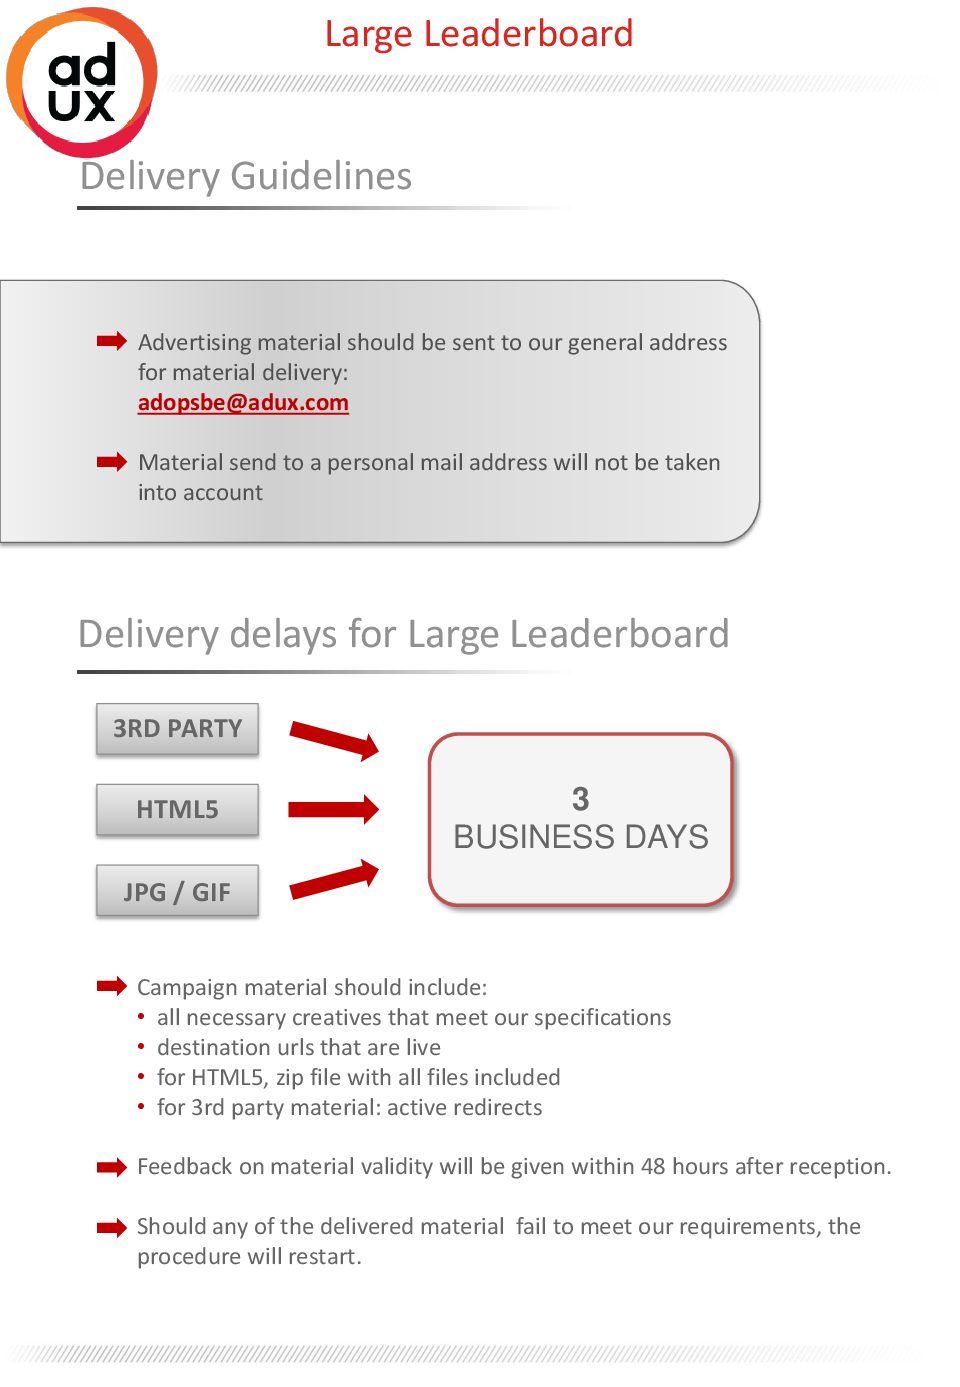 Large Leaderboard
ad
UX
Delivery Guidelines
Advertising material should be sent to our general address
for material delivery:
adopsbe@adux.com
Material send to a personal mail address will not be taken
into account
Delivery delays for Large Leaderboard
3RD PARTY
HTML5
JPG / GIF
3
BUSINESS DAYS
Campaign material should include:
• all necessary creatives that meet our specifications
• destination urls that are live
• for HTML5, zip file with all files included
• for 3rd party material: active redirects
Feedback on material validity will be given within 48 hours after reception.
Should any of the delivered material  fail to meet our requirements, the
procedure will restart.